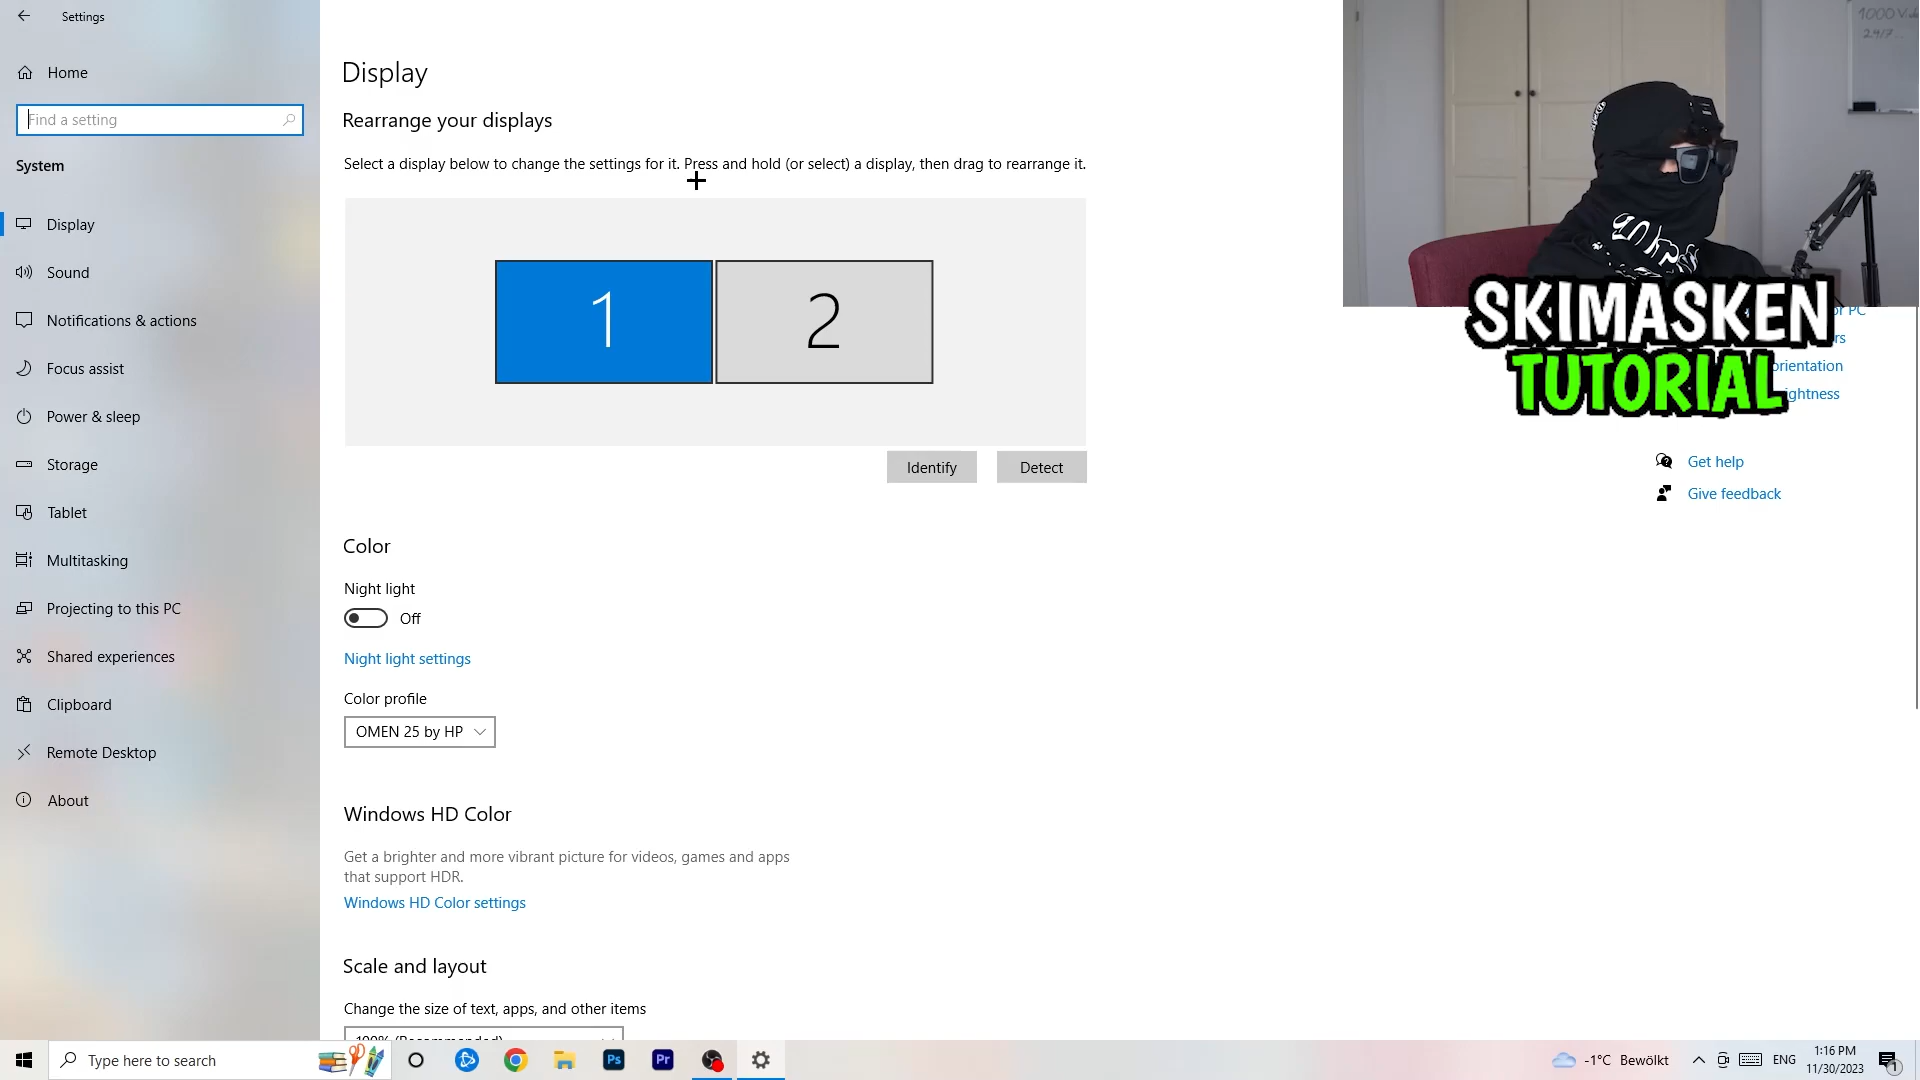 Settings
Home
Find a setting
System
Display
Sound
Notifications & actions
Focus assist
Power & sleep
Storage
Tablet
Multitasking
Projecting to this PC
Shared experiences
Clipboard
Remote Desktop
About
Display
Rearrange your displays
Select a display below to change the settings for it. Press and hold (or select) a display, then drag to rearrange it.
1
2
Identify
Detect
Color
Night light
Off
Night light settings
Color profile
OMEN 25 by HP
Windows HD Color
Get a brighter and more vibrant picture for videos, games and apps
that support HDR.
Windows HD Color settings
Scale and layout
Change the size of text, apps, and other items
100% (Recommended)
SKIMASKEN
TUTORIAL
PC
orientation
Get help
Give feedback
Type here to search
Ps
Pr
-1°C Bewölkt
ENG
1:16 PM
11/30/2023
1